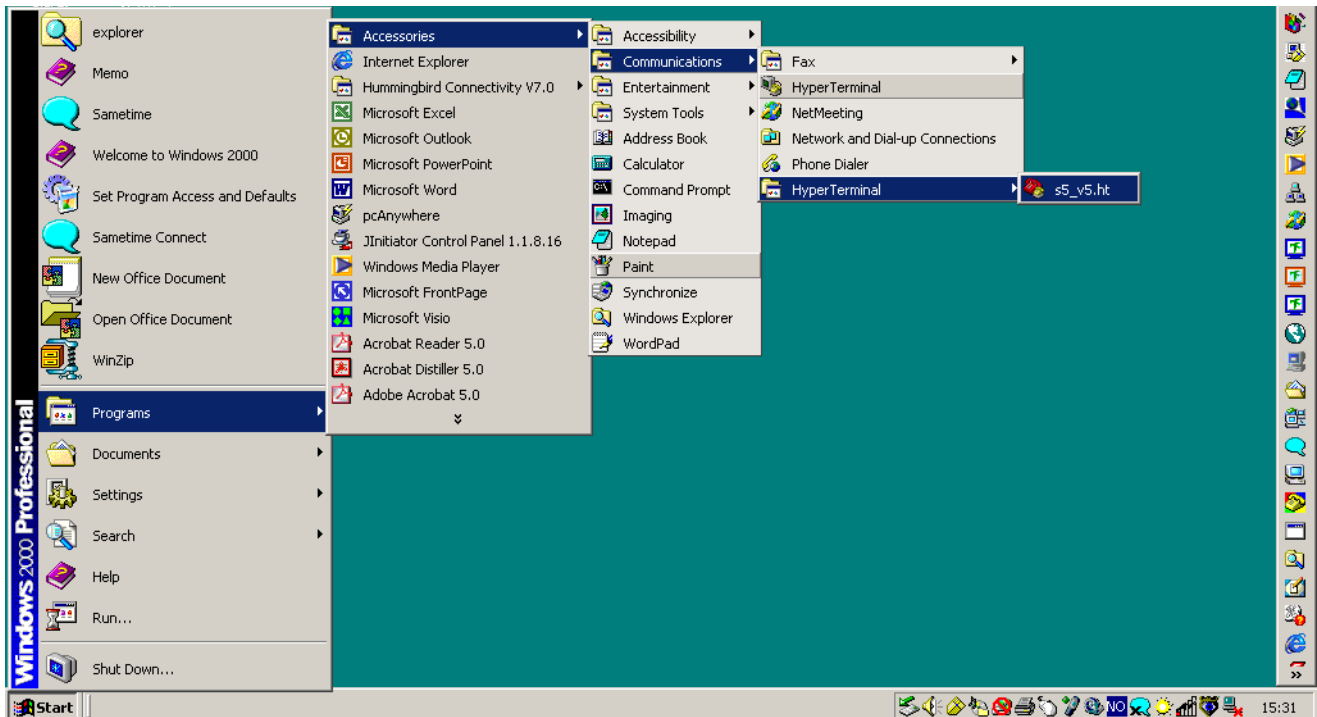 explorer
Memo
Sametime
Welcome to Windows 2000
Set Program Access and Defaults
Sametime Connect
New Office Document
Open Office Document
WinZip
Programs
Documents
Settings
Search
Help
Run...
Shut Down...
Windows 2000 Professional
Accessories
Internet Explorer
Hummingbird Connectivity V7.0
Microsoft Excel
Microsoft Outlook
Microsoft PowerPoint
Microsoft Word
pcAnywhere
JInitiator Control Panel 1.1.8.16
Windows Media Player
Microsoft FrontPage
Microsoft Visio
Acrobat Reader 5.0
Acrobat Distiller 5.0
Adobe Acrobat 5.0
Accessibility
Communications
Entertainment
System Tools
Address Book
Calculator
Command Prompt
Imaging
Notepad
Paint
Synchronize
Windows Explorer
WordPad
Fax
HyperTerminal
NetMeeting
Network and Dial-up Connections
Phone Dialer
HyperTerminal
s5_v5.ht
Start
NO
15:31